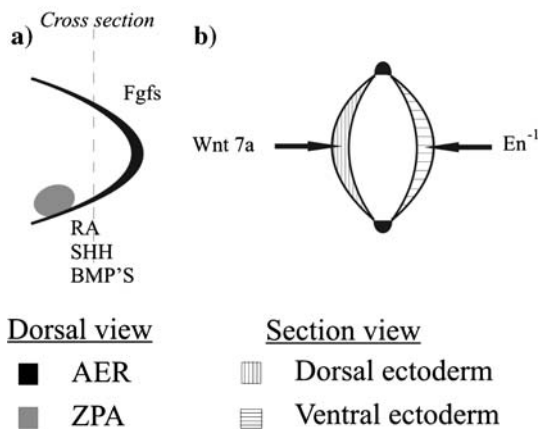 Cross section
a)
Fgfs
RA
SHH
BMP'S
b)
Wnt 7a
En-1
Dorsal view
AER
ZPA
Section view
Dorsal ectoderm
Ventral ectoderm